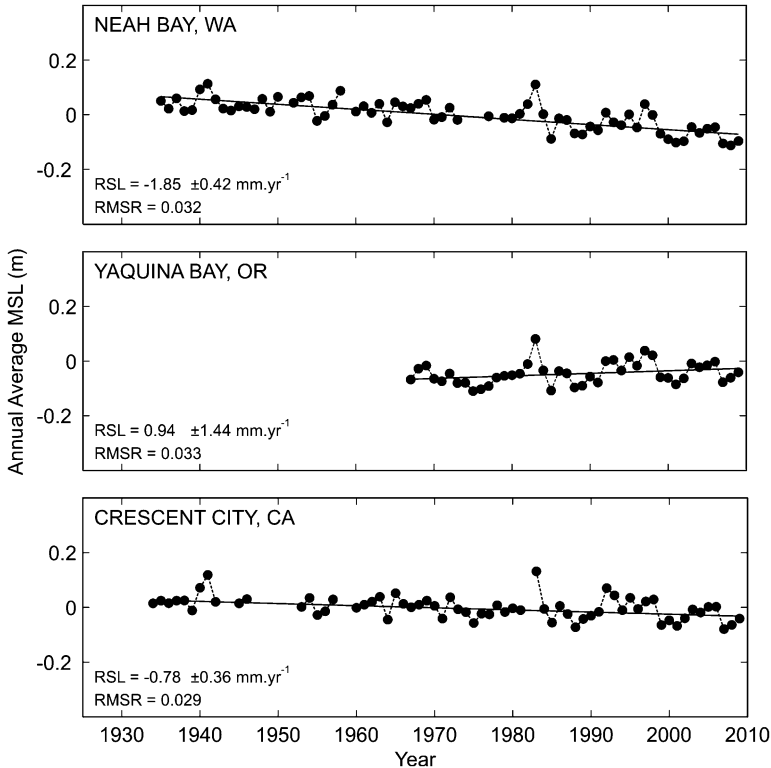 NEAH BAY, WA
0.2
0
-0.2
RSL = -1.85 ±0.42 mm.yr-1
RMSR = 0.032
Annual Average MSL (m)
YAQUINA BAY, OR
0.2
0
-0.2
RSL = 0.94 ±1.44 mm.yr-1
RMSR = 0.033
CRESCENT CITY, CA
0.2
0
-0.2
RSL = -0.78 ±0.36 mm.yr-1
RMSR = 0.029
1930 1940 1950 1960 1970 1980 1990 2000 2010
Year